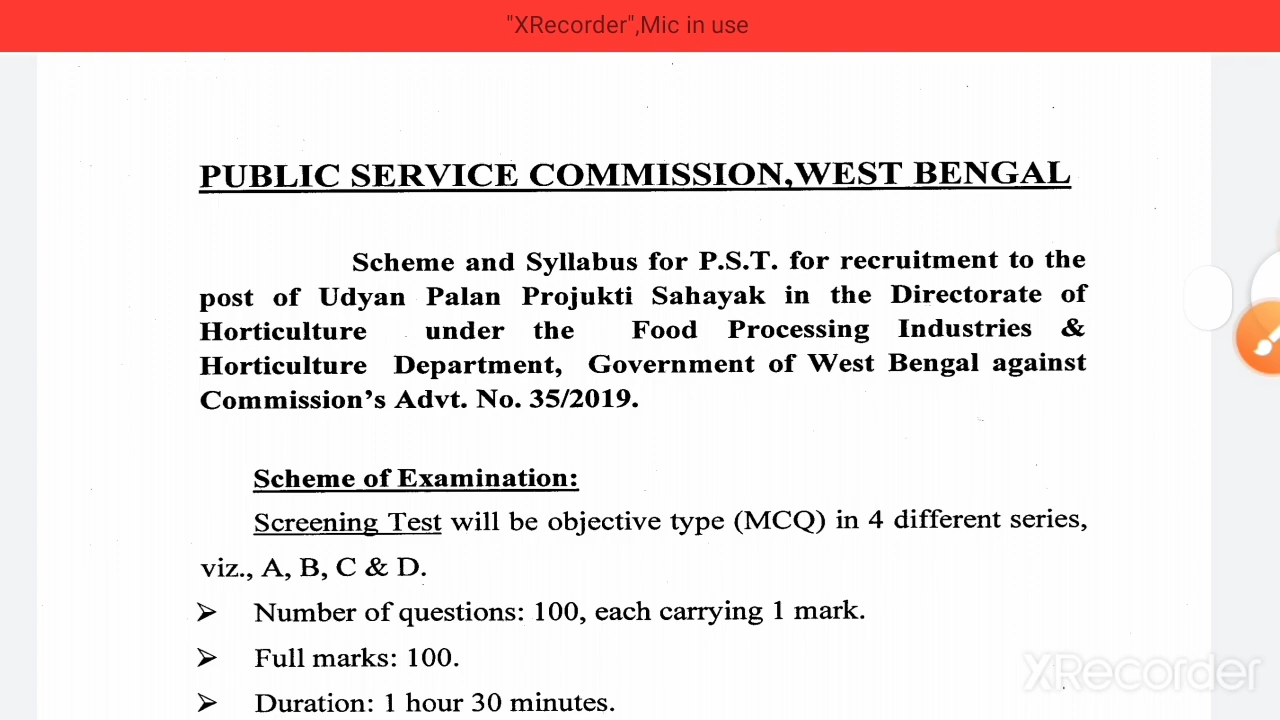 "XRecorder",Mic in use
PUBLIC SERVICE COMMISSION,WEST BENGAL
Scheme and Syllabus for P.S.T. for recruitment to the
post of Udyan Palan Projukti Sahayak in the Directorate of
Horticulture under the Food Processing Industries &
Horticulture Department, Government of West Bengal against
Commission's Advt. No. 35/2019.
Scheme of Examination:
Screening Test will be objective type (MCQ) in 4 different series,
viz., A, B, C & D.
➢ Number of questions: 100, each carrying 1 mark.
➢ Full marks: 100.
➢ Duration: 1 hour 30 minutes.
XRecorder